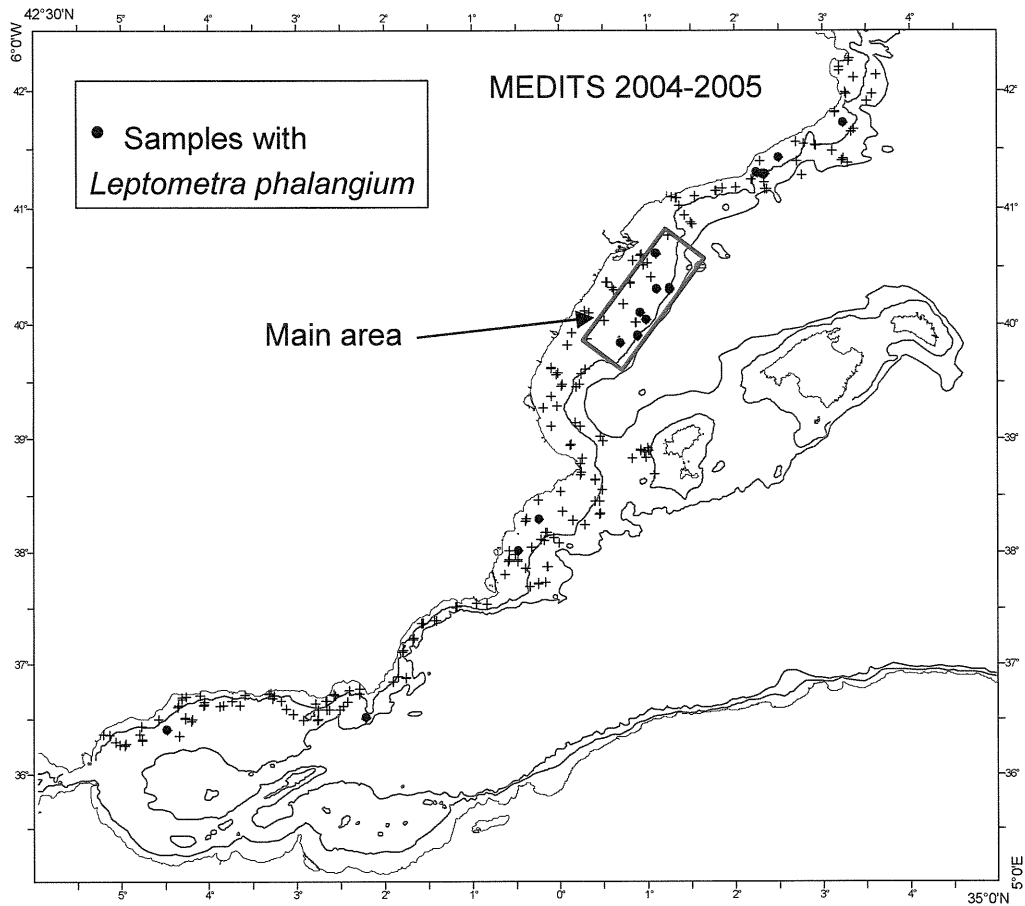 42°30'N
6°0'W
5° 4° 3° 2° 1° 0° 1° 2° 3° 4°
MEDITS 2004-2005
Samples with
Leptometra phalangium
Main area
42° 42°
41° 41°
40° 40°
39° 39°
38° 38°
37° 37°
36° 36°
5° 4° 3° 2° 1° 0° 1° 2° 3° 4°
5°0'E
35°0'N